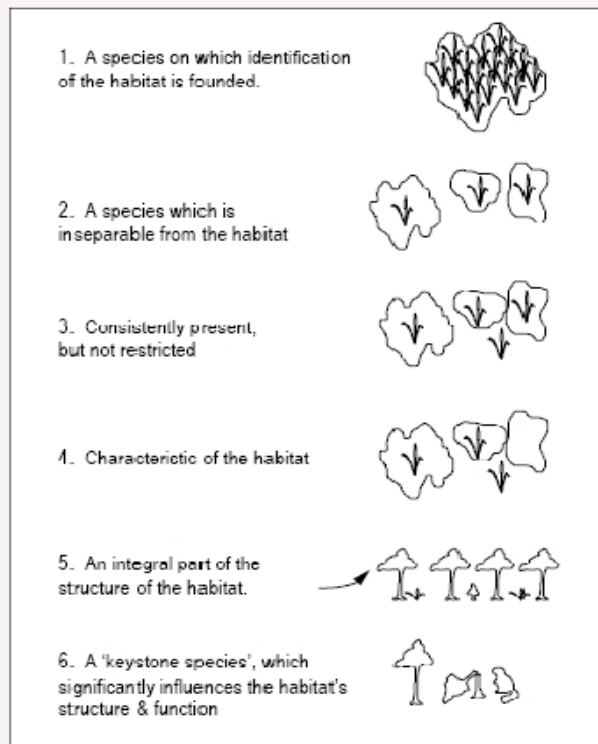 1. A species on which identification
of the habitat is founded.
2. A species which is
inseparable from the habitat
3. Consistently present,
but not restricted
4. Characteristic of the habitat
5. An integral part of the
structure of the habitat.
6. A 'keystone species', which
significantly influences the habitat's
structure & function